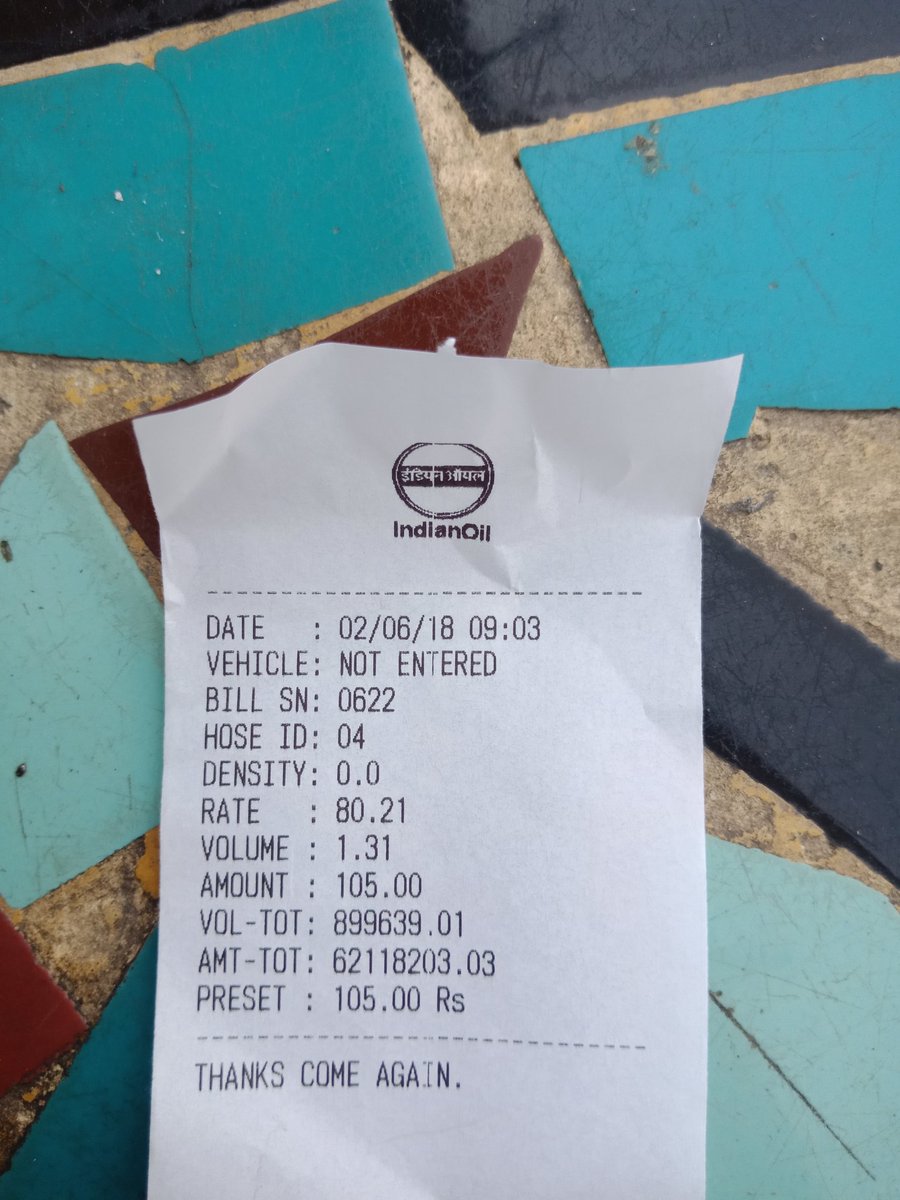 इंडियन ऑयल
IndianOil
DATE : 02/06/18 09:03
VEHICLE: NOT ENTERED
BILL SN: 0622
HOSE ID: 04
DENSITY: 0.0
RATE : 80.21
VOLUME : 1.31
AMOUNT : 105.00
VOL-TOT: 899639.01
AMT-TOT: 62118203.03
PRESET : 105.00 Rs
THANKS COME AGAIN.